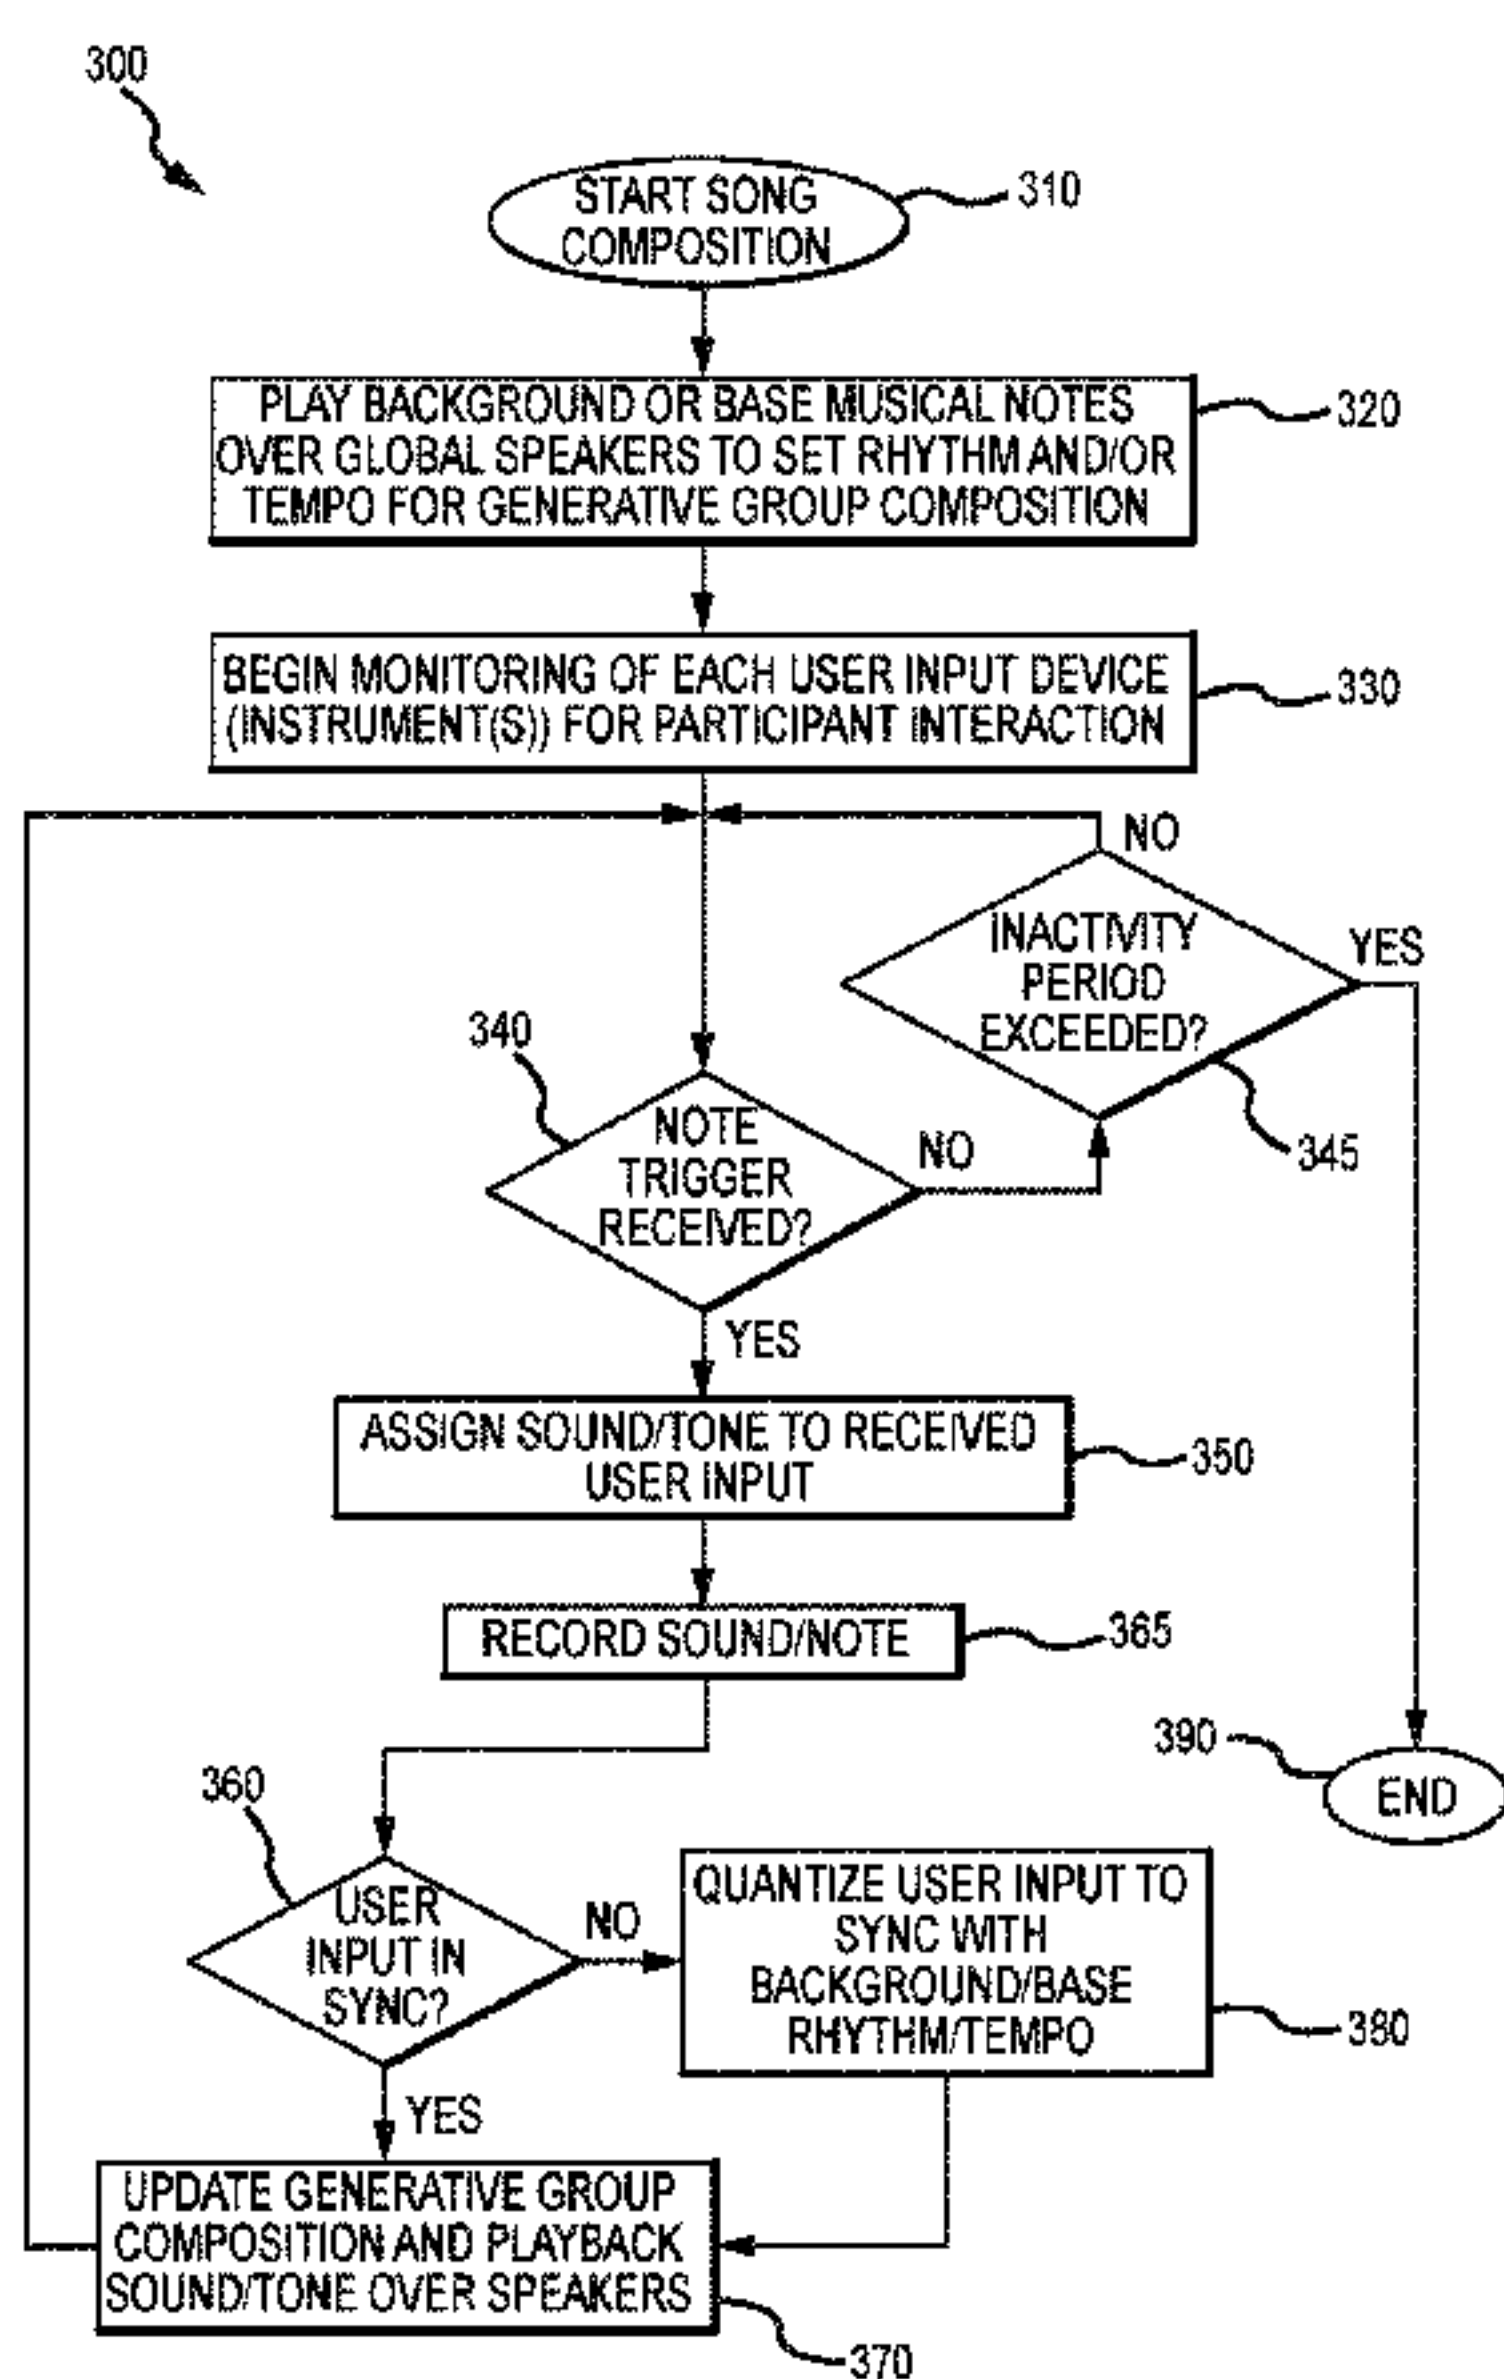 300
START SONG
COMPOSITION
310
PLAY BACKGROUND OR BASE MUSICAL NOTES
OVER GLOBAL SPEAKERS TO SET RHYTHM AND/OR
TEMPO FOR GENERATIVE GROUP COMPOSITION
320
BEGIN MONITORING OF EACH USER INPUT DEVICE
(INSTRUMENT(S)) FOR PARTICIPANT INTERACTION
330
NO
INACTIVITY
PERIOD
EXCEEDED?
YES
345
340
NOTE
TRIGGER
RECEIVED?
NO
YES
ASSIGN SOUND/TONE TO RECEIVED
USER INPUT
350
RECORD SOUND/NOTE
365
390
END
360
USER
INPUT IN
SYNC?
NO
YES
QUANTIZE USER INPUT TO
SYNC WITH
BACKGROUND/BASE
RHYTHM/TEMPO
380
UPDATE GENERATIVE GROUP
COMPOSITION AND PLAYBACK
SOUND/TONE OVER SPEAKERS
370